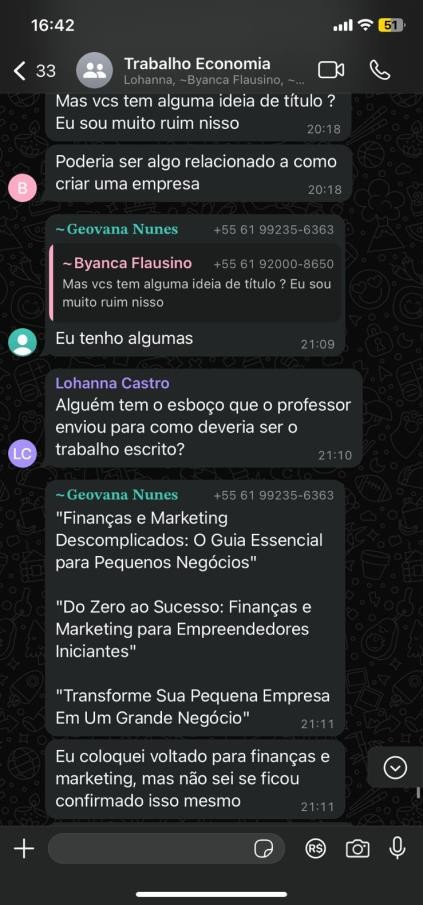 16:42
51
33
Trabalho Economia
Lohanna, ~Byanca Flausino, ~...
Mas vcs tem alguma ideia de título ?
Eu sou muito ruim nisso
20:18
Poderia ser algo relacionado a como
criar uma empresa
20:18
B
~Geovana Nunes +55 61 99235-6363
~Byanca Flausino +55 61 92000-8650
Mas vcs tem alguma ideia de título ? Eu sou
muito ruim nisso
Eu tenho algumas
21:09
Lohanna Castro
Alguém tem o esboço que o professor
enviou para como deveria ser o
trabalho escrito?
21:10
LC
~Geovana Nunes +55 61 99235-6363
"Finanças e Marketing
Descomplicados: O Guia Essencial
para Pequenos Negócios"
"Do Zero ao Sucesso: Finanças e
Marketing para Empreendedores
Iniciantes"
"Transforme Sua Pequena Empresa
Em Um Grande Negócio"
21:11
Eu coloquei voltado para finanças e
marketing, mas não sei se ficou
confirmado isso mesmo
21:11
R$